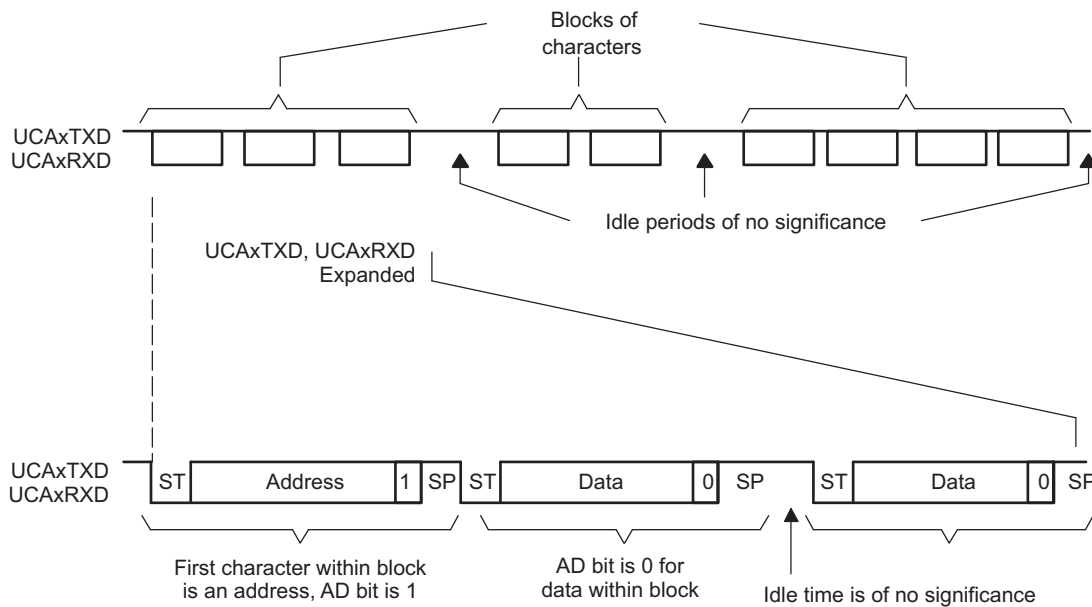 Blocks of
characters
UCAxTXD
UCAxRXD
Idle periods of no significance
UCAxTXD, UCAxRXD
Expanded
UCAxTXD
UCAxRXD
ST Address 1 SP ST Data 0 SP ST Data 0 SP
First character within block
is an address, AD bit is 1
AD bit is 0 for
data within block
Idle time is of no significance